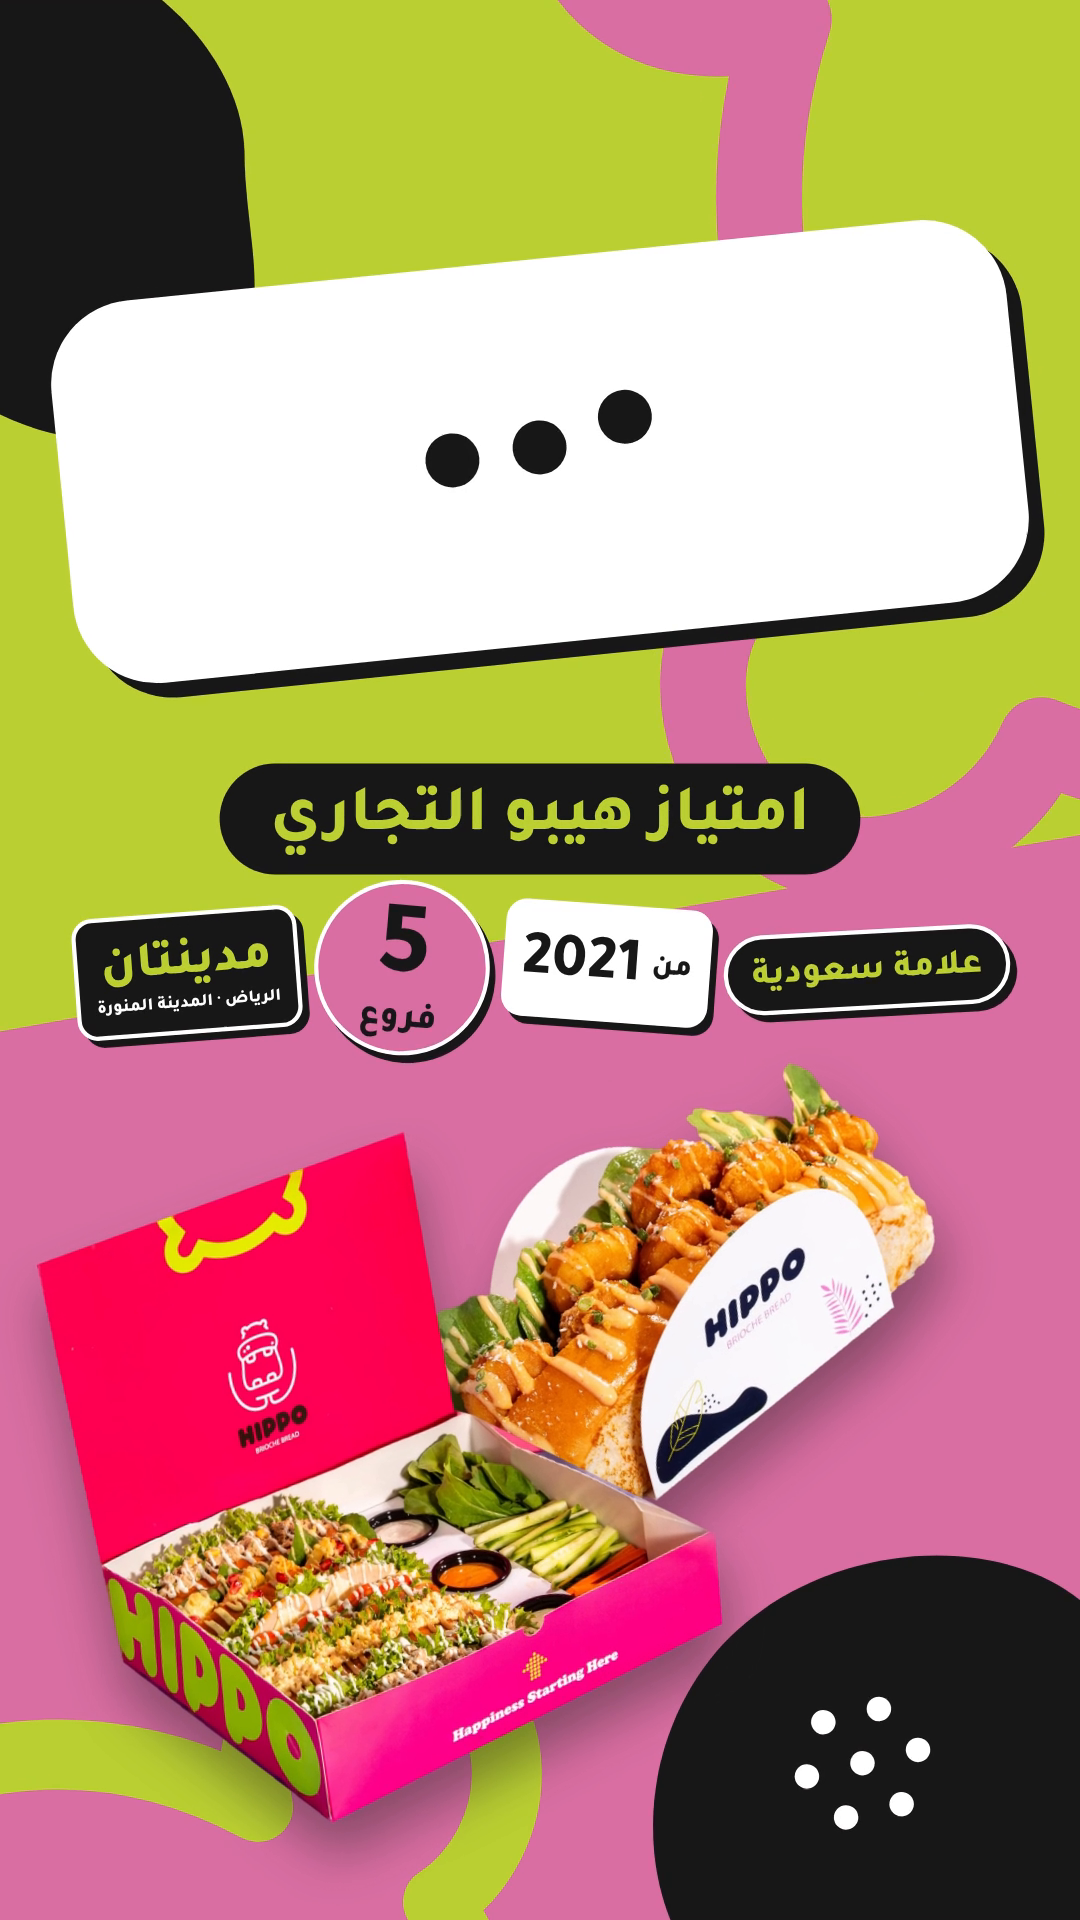 امتياز هيبو التجاري
علامة سعودية
من 2021
5
فروع
مدينتان
الرياض · المدينة المنورة
HIPPO
BRIOCHE BREAD
HIPPO
BRIOCHE BREAD
HIPPO
Happiness Starting Here